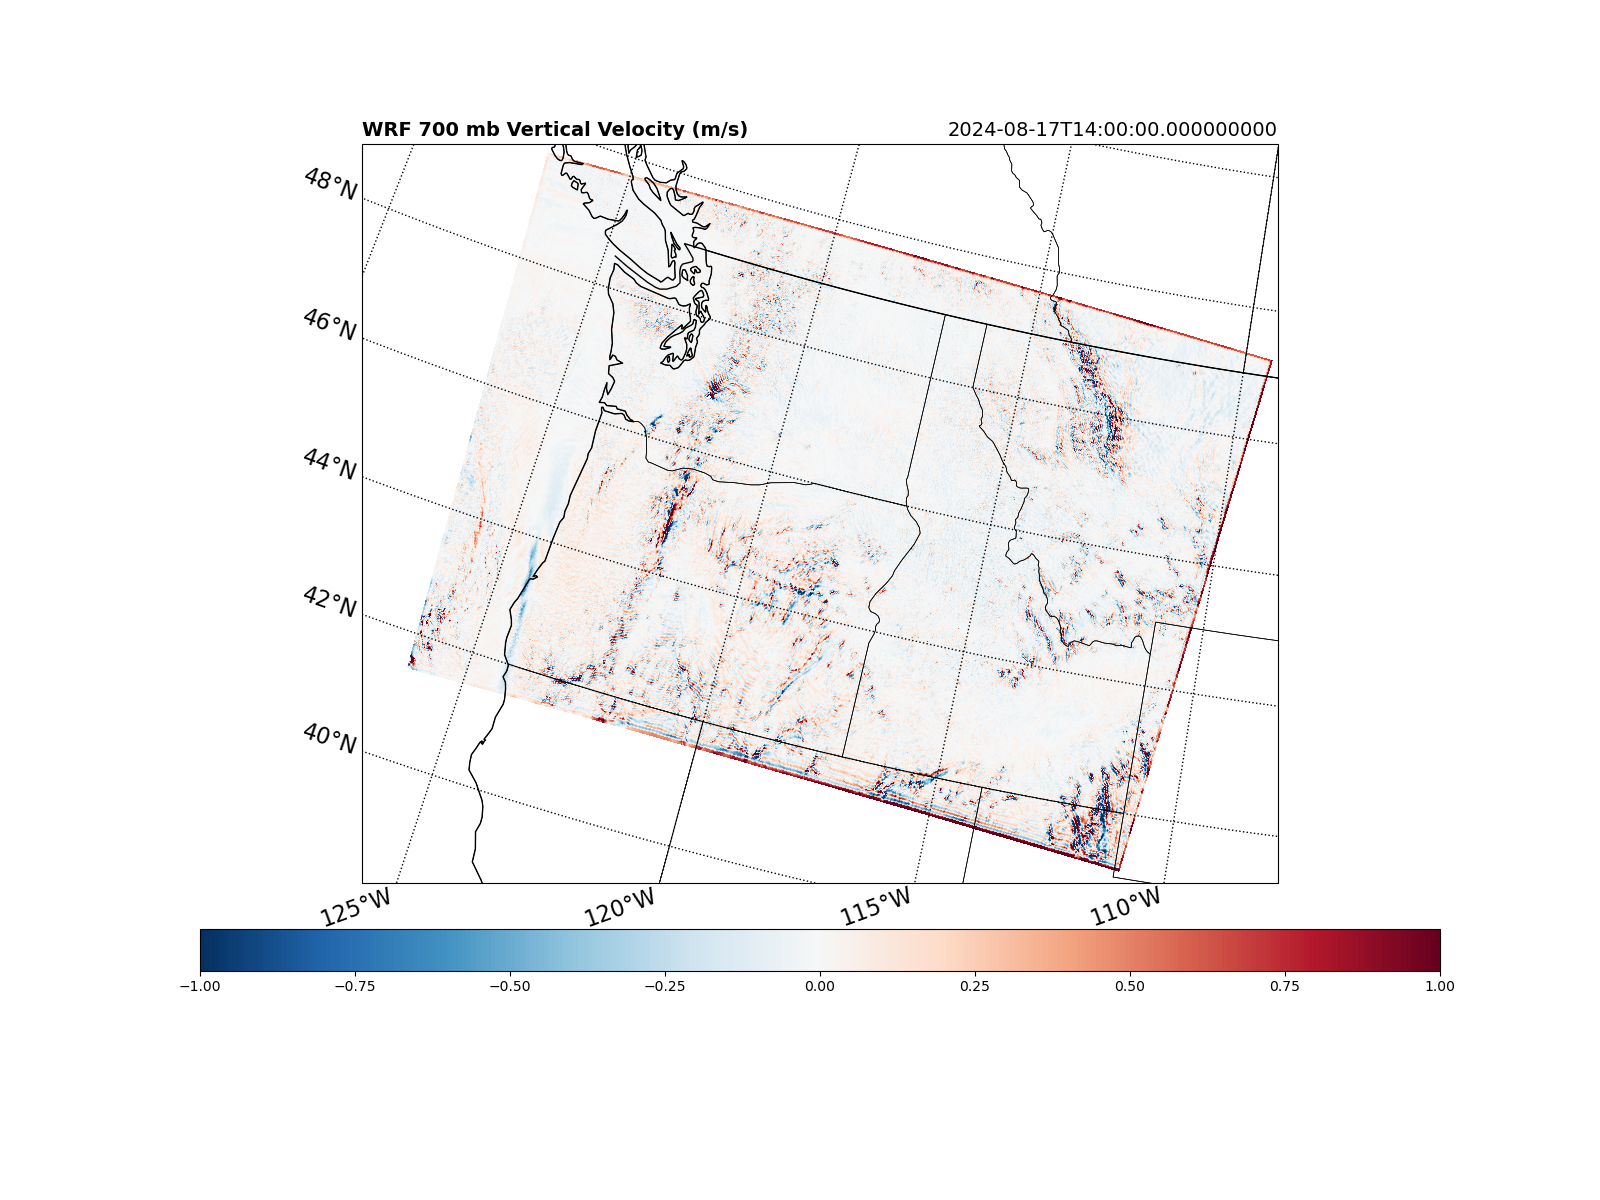 WRF 700 mb Vertical Velocity (m/s)
2024-08-17T14:00:00.000000000
48°N
46°N
44°N
42°N
40°N
125°W
120°W
115°W
110°W
−1.00
−0.75
−0.50
−0.25
0.00
0.25
0.50
0.75
1.00